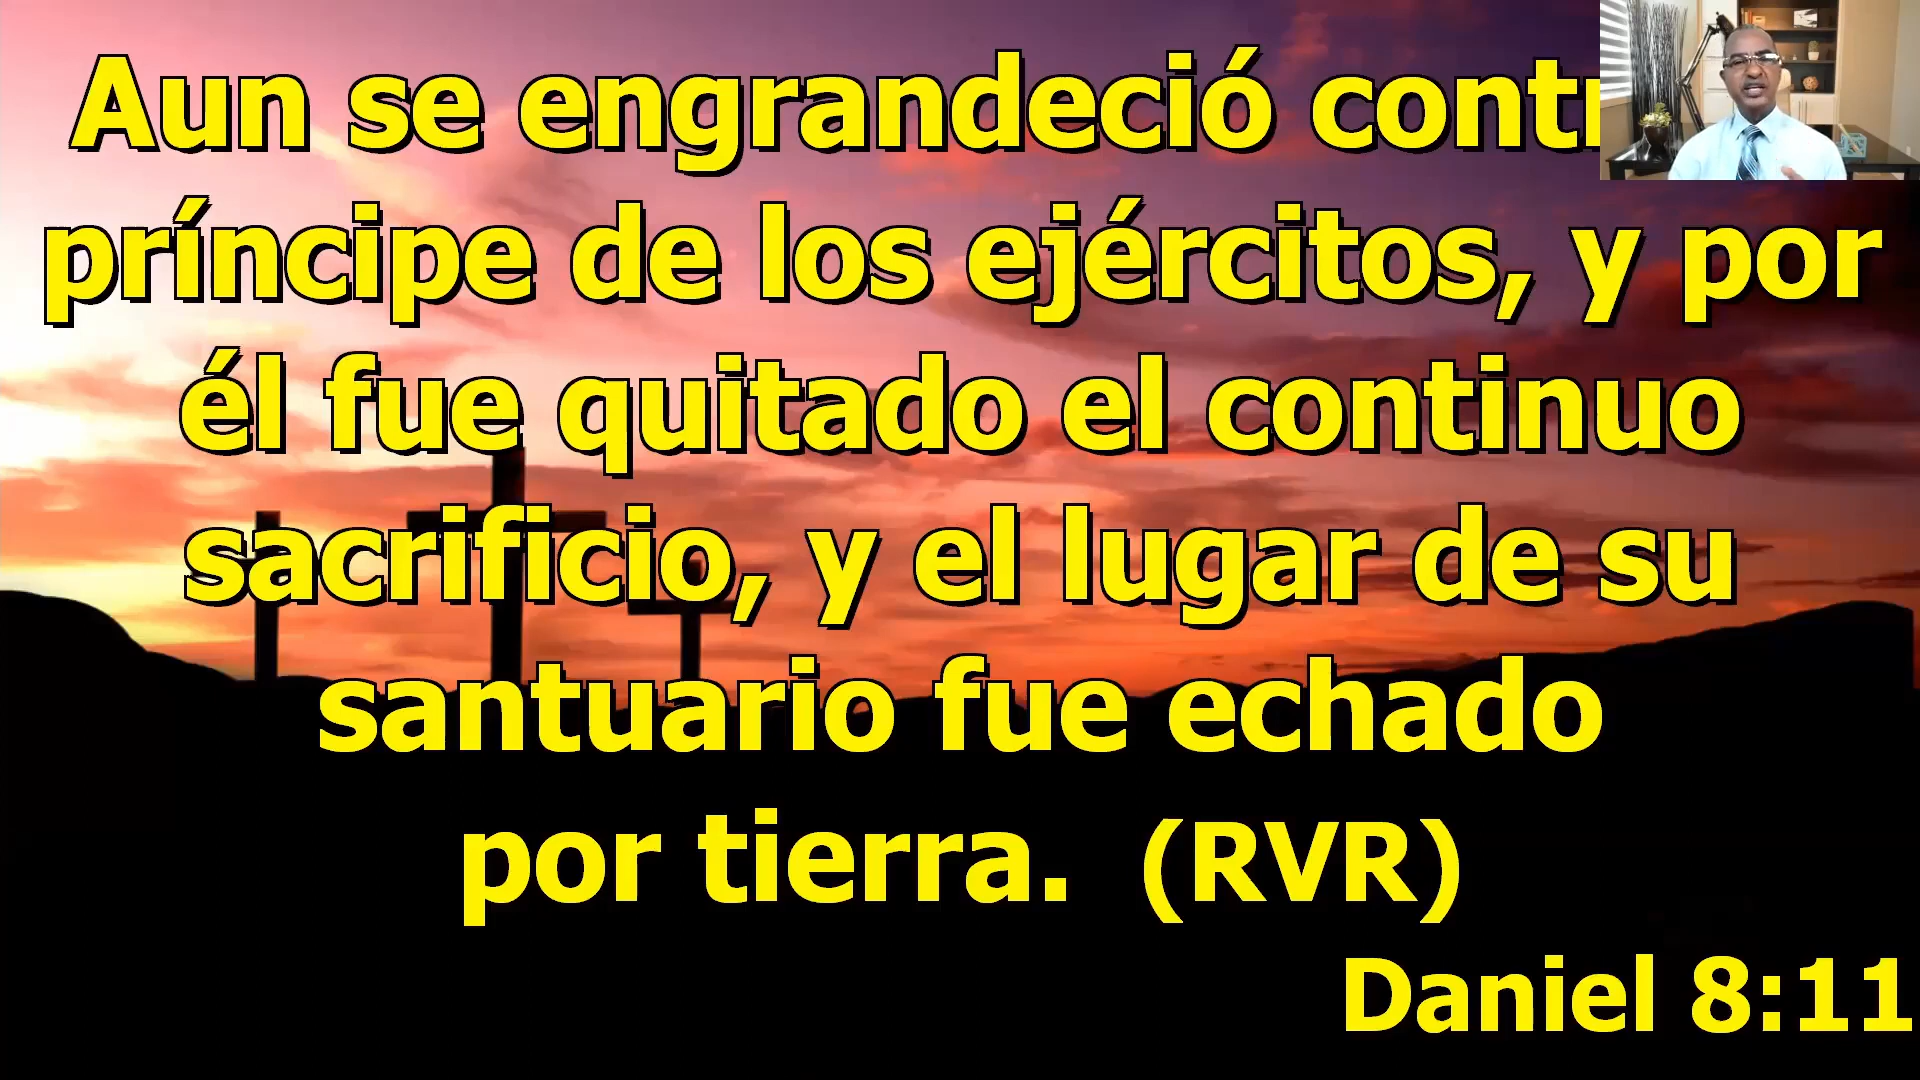 Aun se engrandeció
príncipe de los ejércitos, y por
él fue quitado el continuo
sacrificio, y el lugar de su
santuario fue echado
por tierra. (RVR)
Daniel 8:11